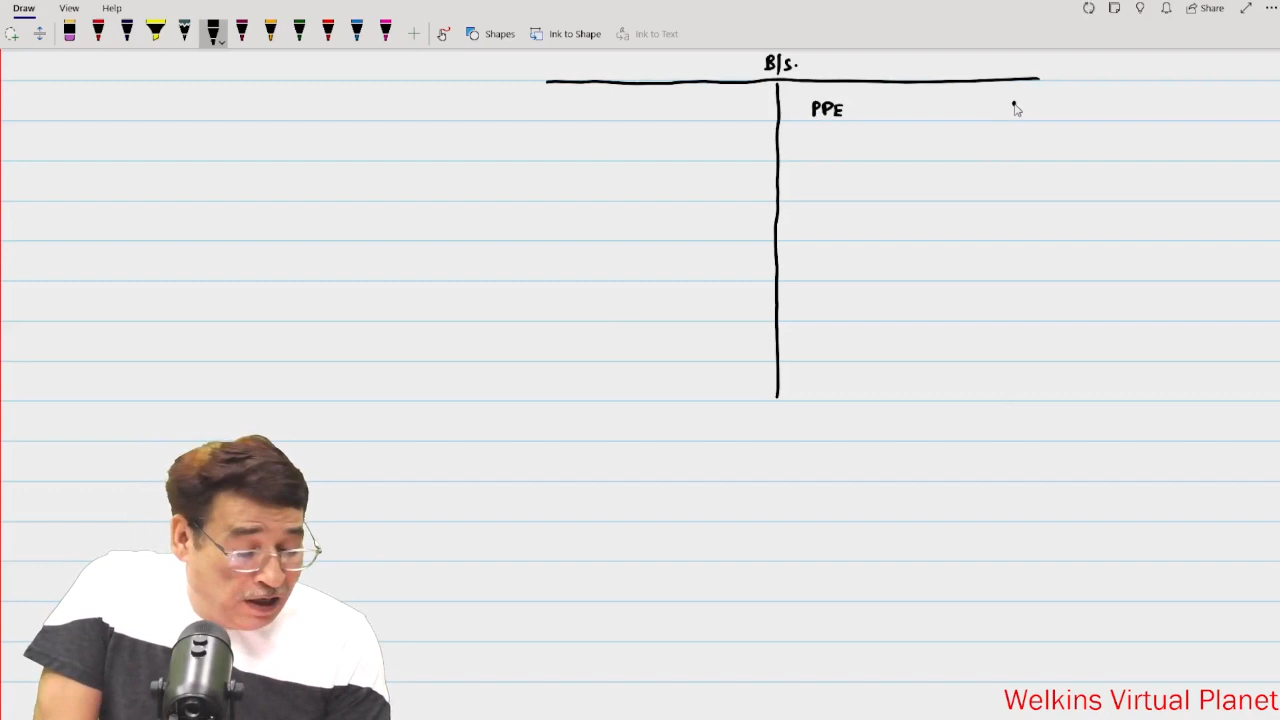 Draw View Help
Shapes Ink to Shape Ink to Text Share
B/S.
PPE
Welkins Virtual Planet